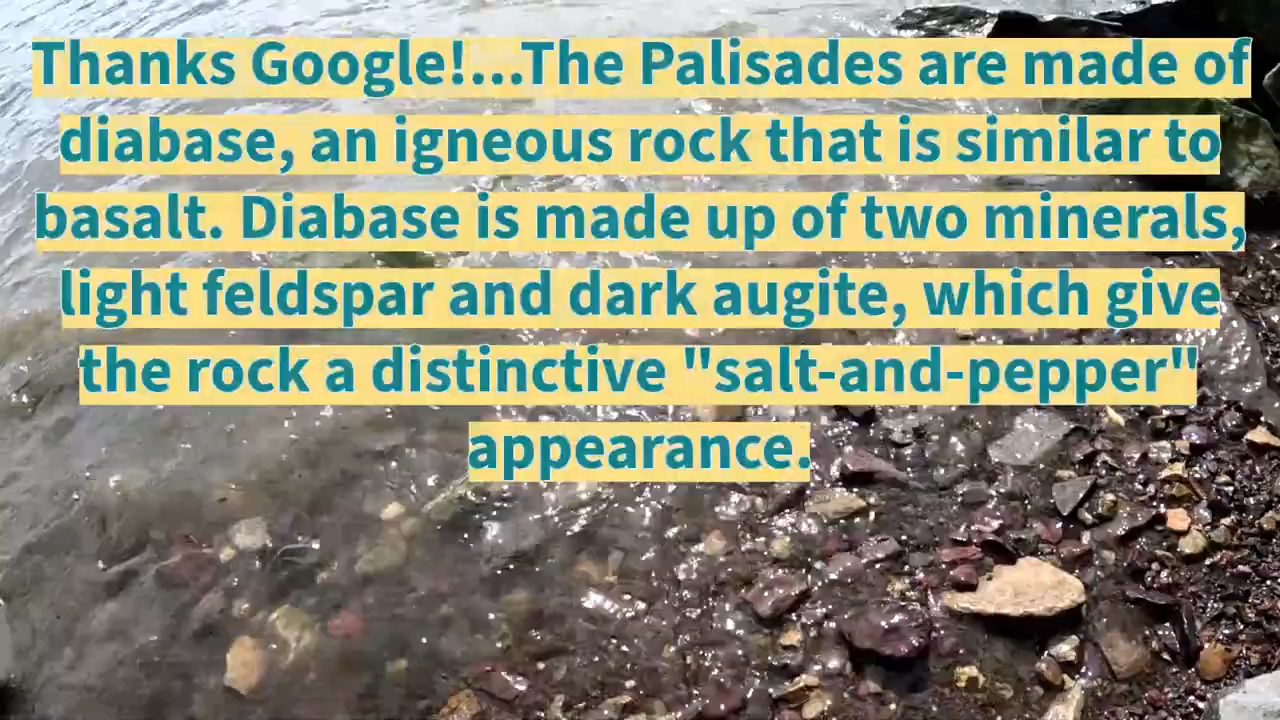 Thanks Google!...The Palisades are made of
diabase, an igneous rock that is similar to
basalt. Diabase is made up of two minerals,
light feldspar and dark augite, which give
the rock a distinctive "salt-and-pepper"
appearance.